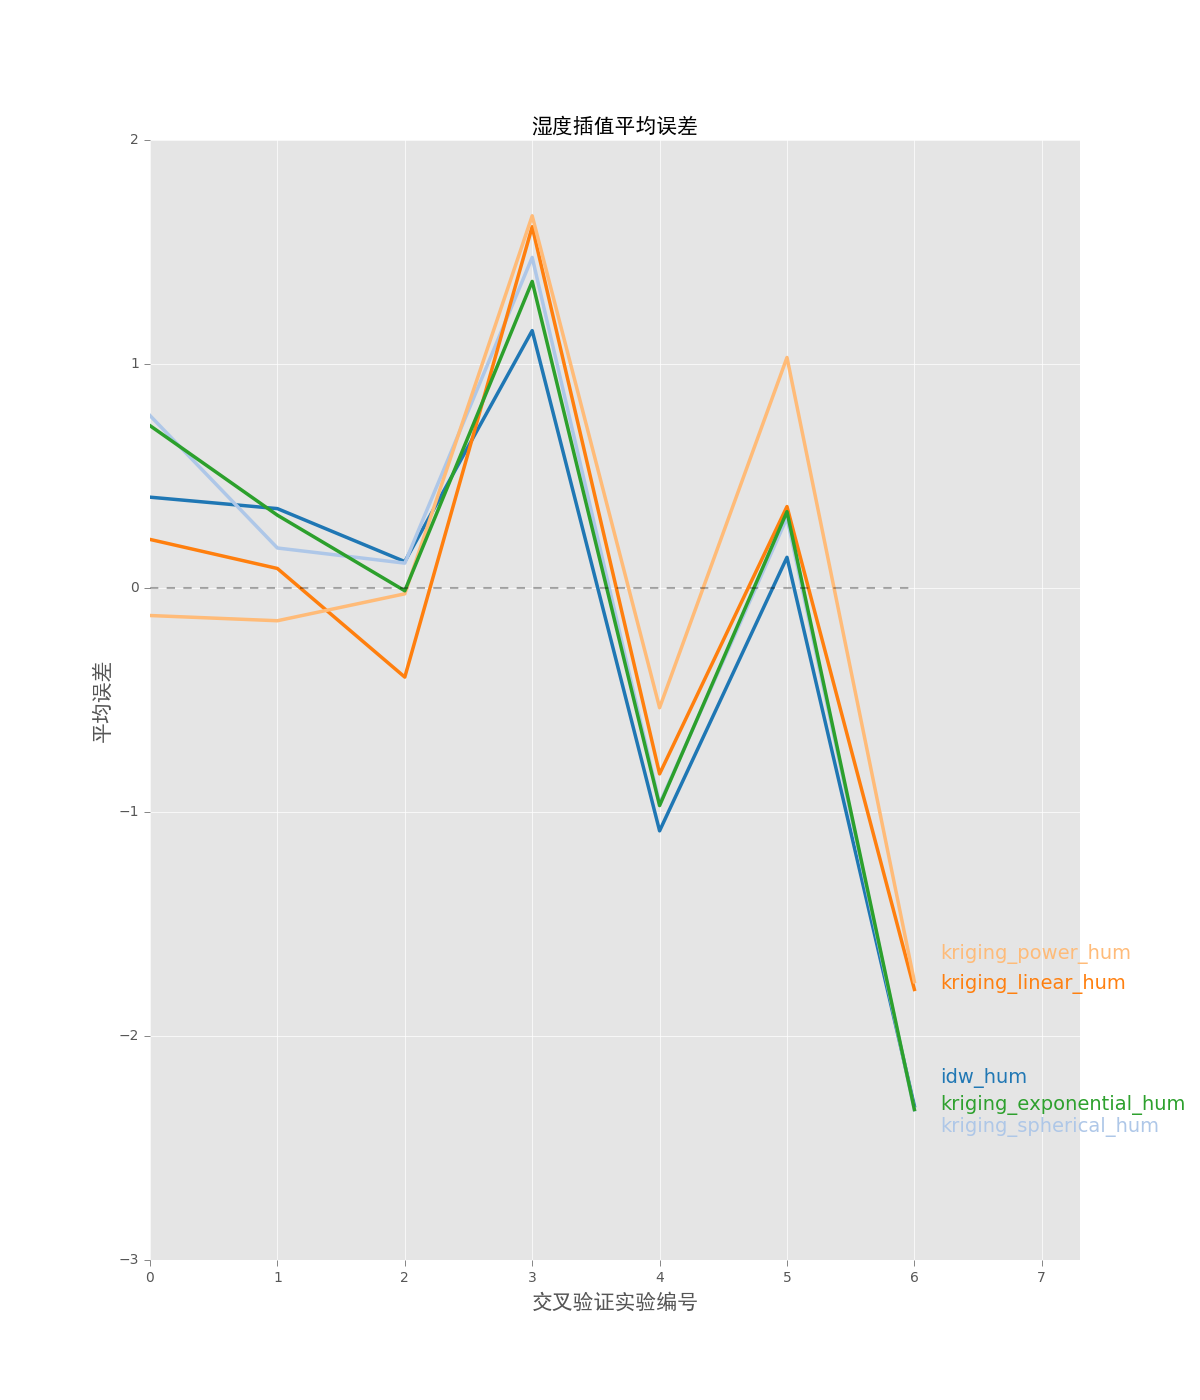 湿度插值平均误差
2
1
0
−1
−2
−3
平均误差
kriging_power_hum
kriging_linear_hum
idw_hum
kriging_exponential_hum
kriging_spherical_hum
0 1 2 3 4 5 6 7
交叉验证实验编号